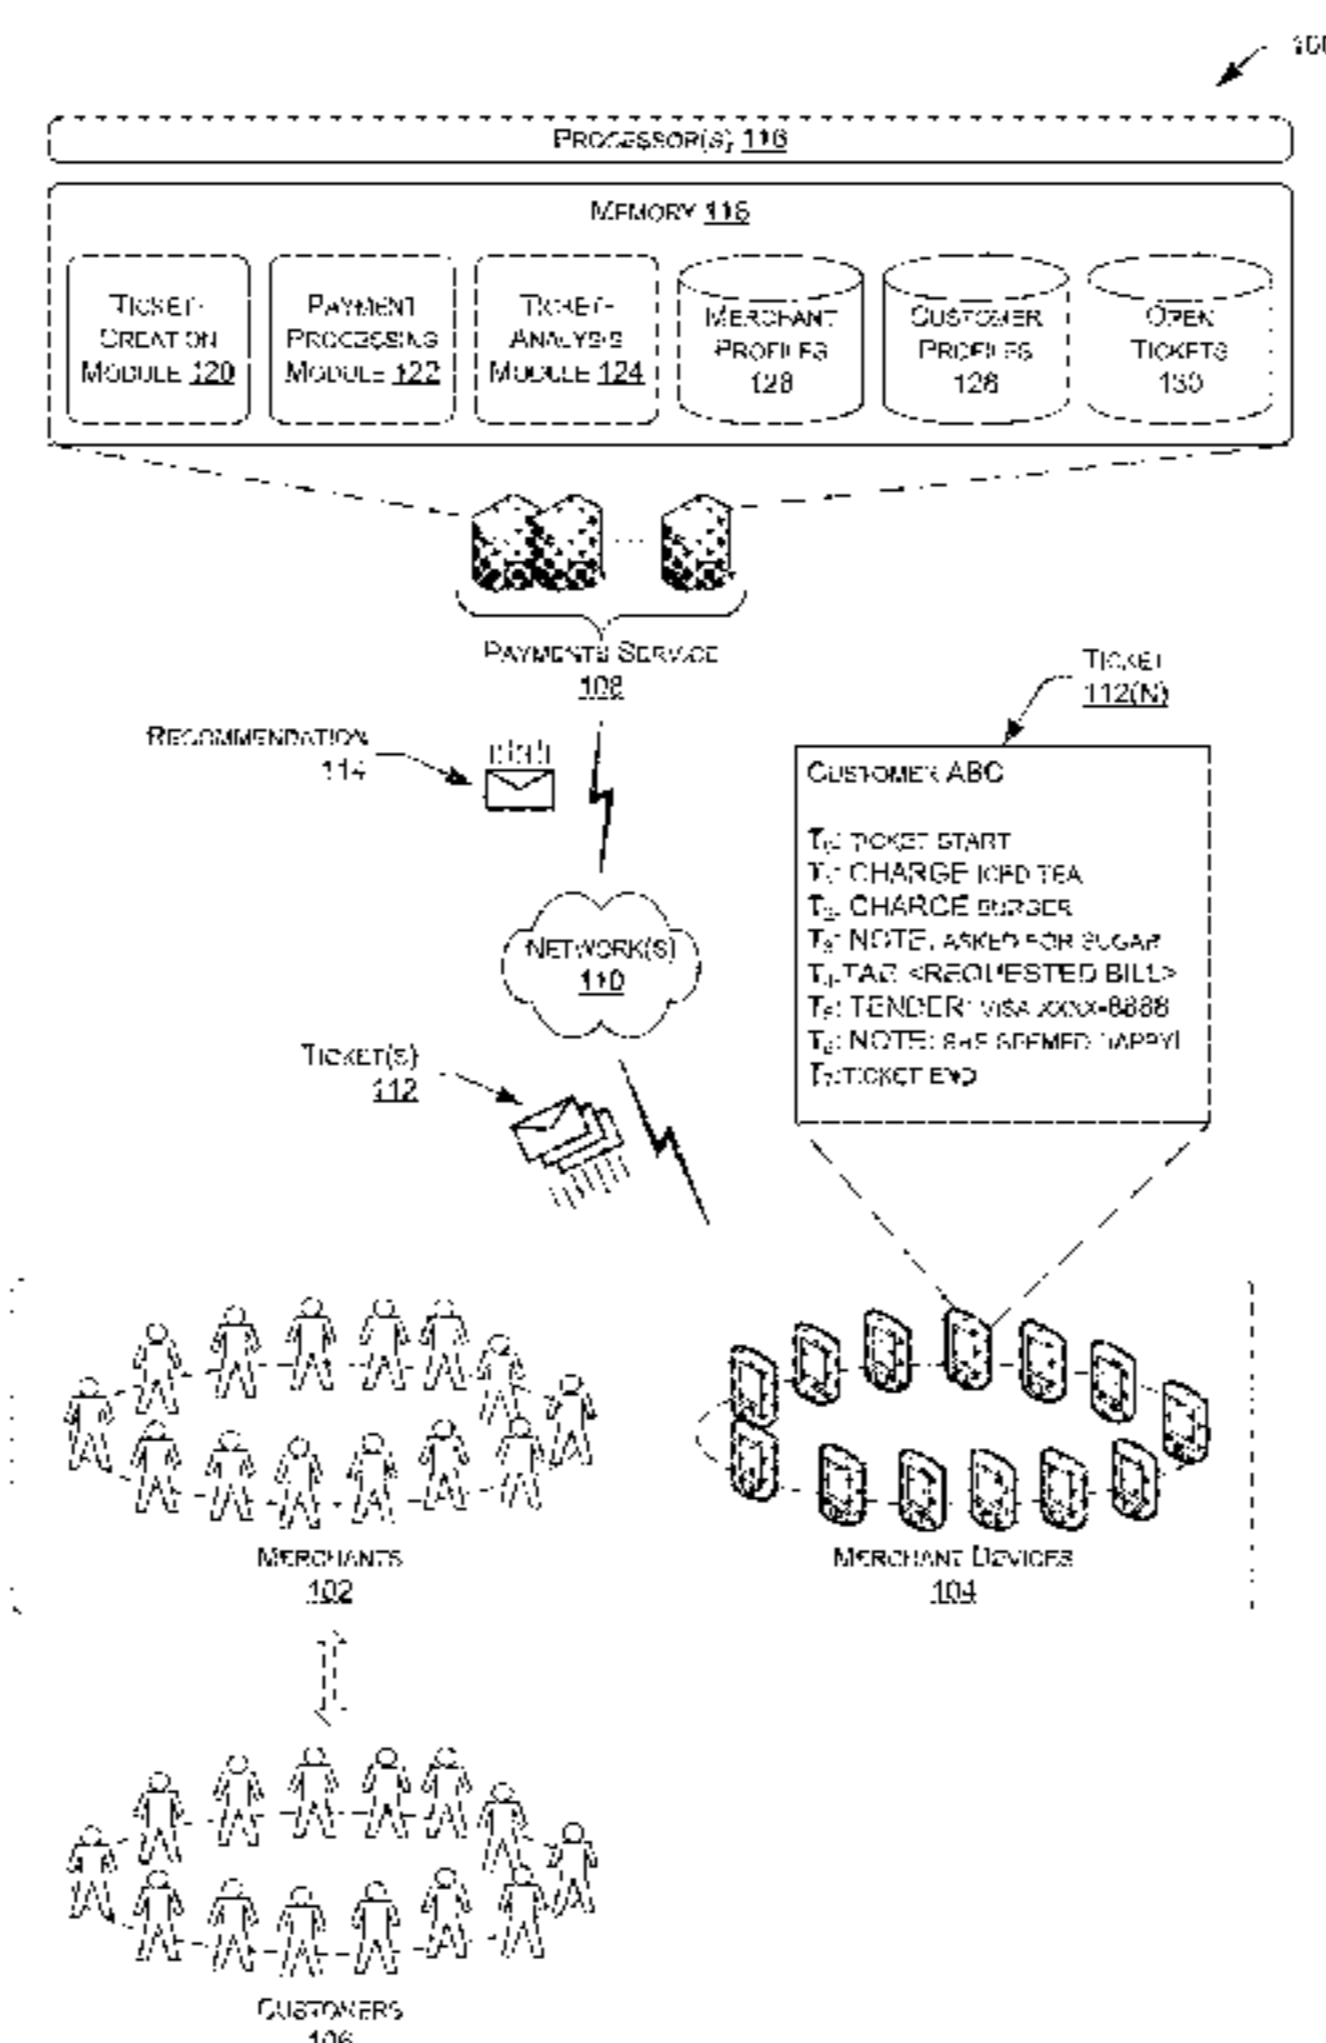 PROCESSOR(S) 116
MEMORY 118
TICKET-
CREATION
MODULE 120
PAYMENT
PROCESSING
MODULE 122
TICKET-
ANALYSIS
MODULE 124
MERCHANT
PROFILES
CUSTOMER
PROFILES
OPEN
TICKETS
130
PAYMENTS SERVICE
108
TICKET
112(N)
RECOMMENDATION
114
CUSTOMER ABC
T0: TICKET START
T1: CHARGE ICED TEA
T2: CHARGE BURGER
T3: NOTE: ASKED FOR SUGAR
T4: TAG <REQUESTED BILL>
T5: TENDER: VISA XXXX-8888
T6: NOTE: SHE SEEMED HAPPY!
T7: TICKET END
NETWORK(S)
110
TICKET(S)
112
MERCHANTS
102
MERCHANT DEVICES
104
CUSTOMERS
106